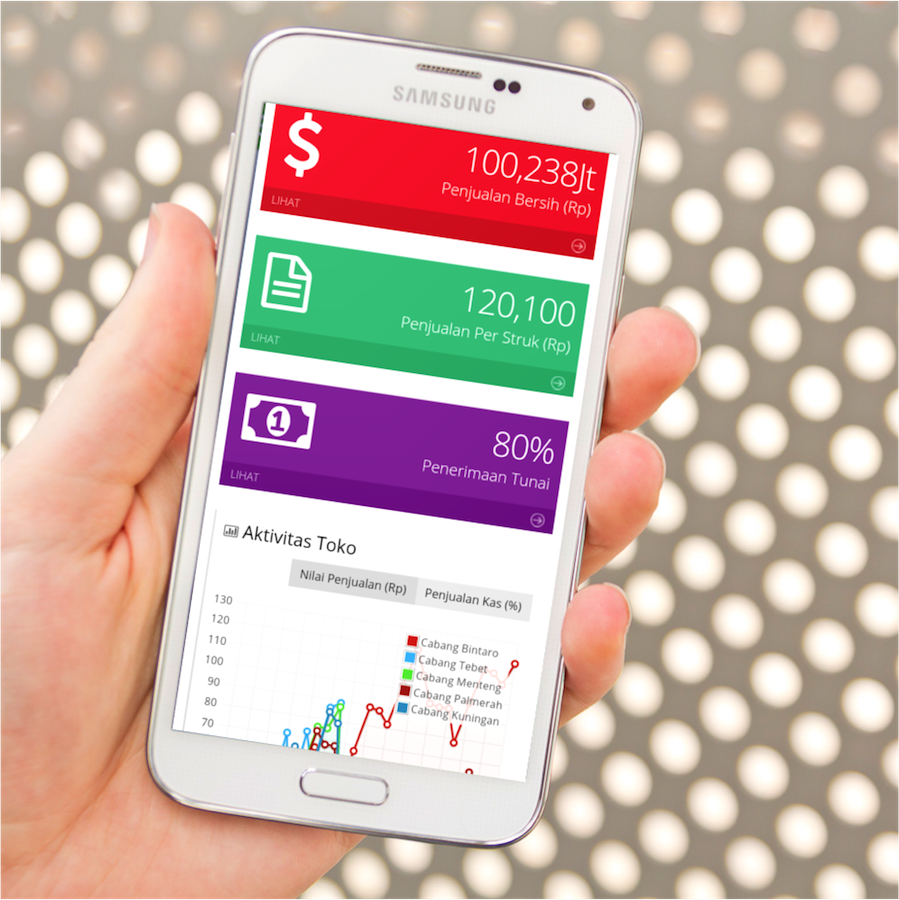 SAMSUNG
100,238Jt
Penjualan Bersih (Rp)
LIHAT
120,100
Penjualan Per Struk (Rp)
LIHAT
1
80%
Penerimaan Tunai
LIHAT
Aktivitas Toko
Nilai Penjualan (Rp)
Penjualan Kas (%)
130
120
110
100
90
80
70
Cabang Bintaro
Cabang Tebet
Cabang Menteng
Cabang Palmerah
Cabang Kuningan